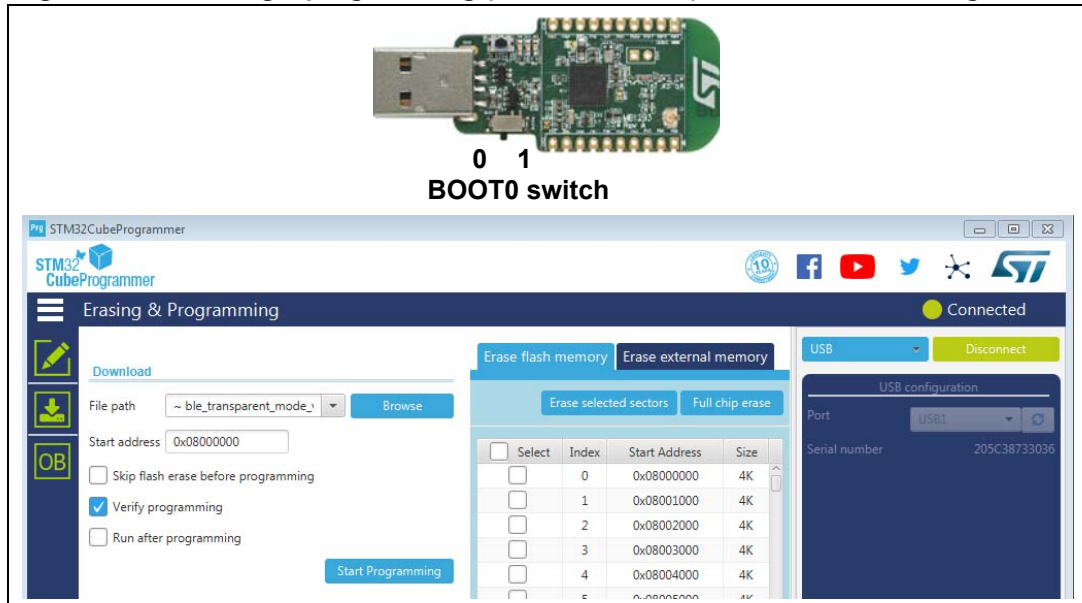 0 1
BOOT0 switch
Prg STM32CubeProgrammer
STM32
CubeProgrammer
10
ST
Erasing & Programming
Connected
Download
File path ~ ble_transparent_mode_ Browse
Start address 0x08000000
Skip flash erase before programming
Verify programming
Run after programming
Start Programming
OB
Erase flash memory Erase external memory
Erase selected sectors Full chip erase
Select Index Start Address Size
0 0x08000000 4K
1 0x08001000 4K
2 0x08002000 4K
3 0x08003000 4K
4 0x08004000 4K
USB Disconnect
USB configuration
Port USB1
Serial number 205C38733036